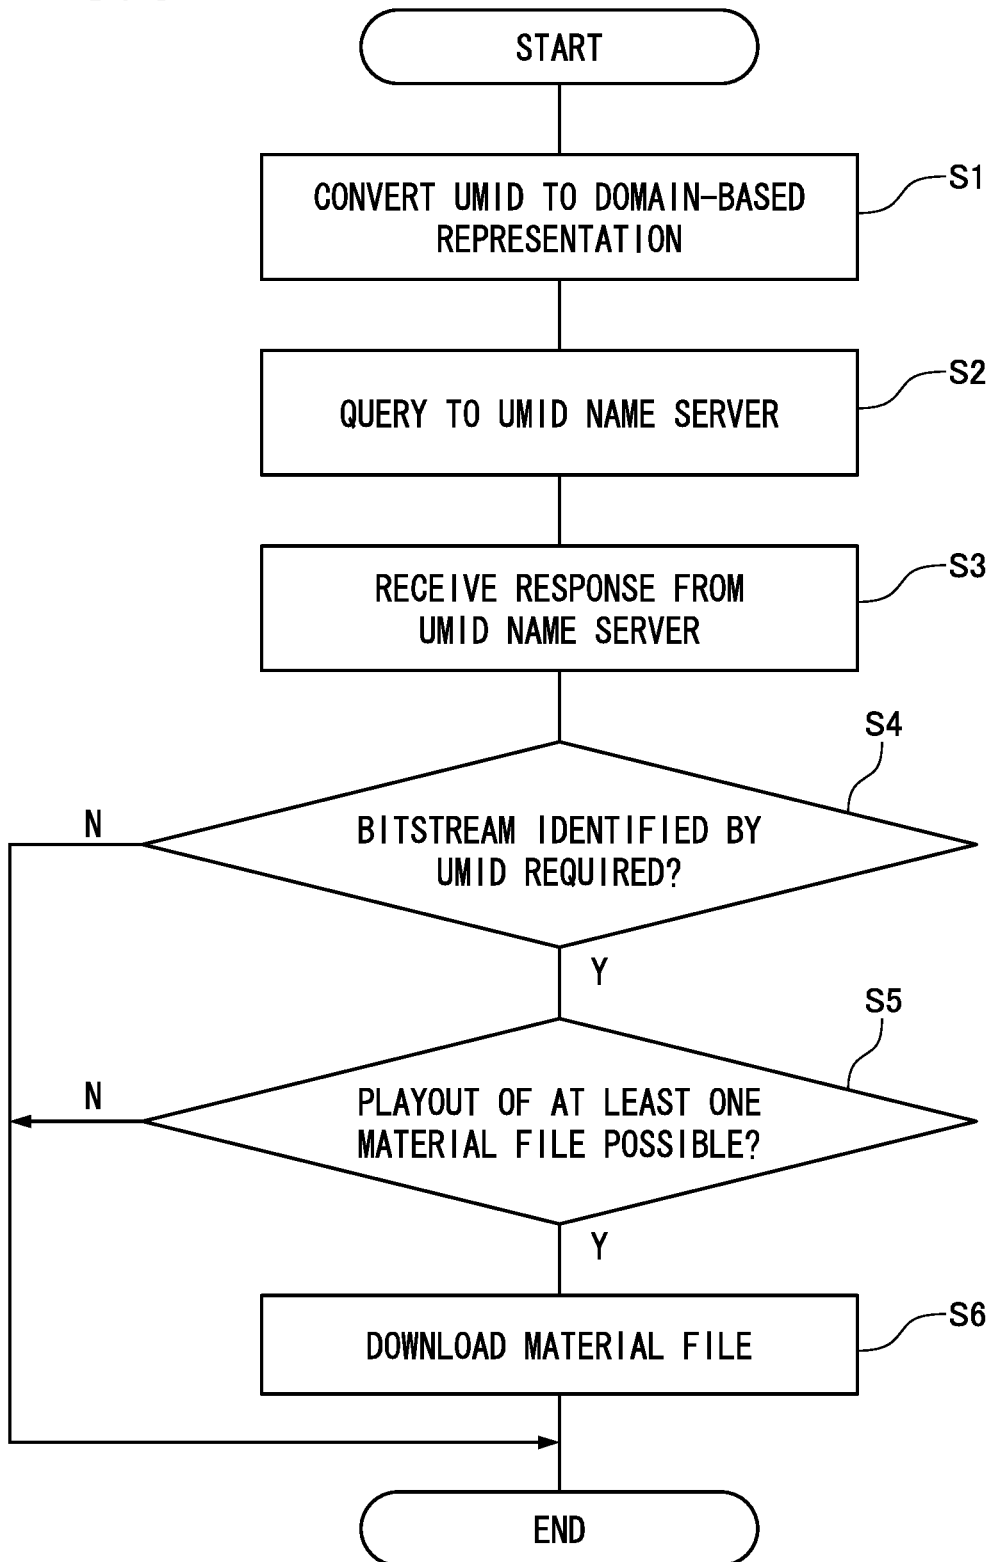 START
CONVERT UMID TO DOMAIN-BASED
REPRESENTATION
S1
QUERY TO UMID NAME SERVER
S2
RECEIVE RESPONSE FROM
UMID NAME SERVER
S3
S4
N
BITSTREAM IDENTIFIED BY
UMID REQUIRED?
Y
S5
N
PLAYOUT OF AT LEAST ONE
MATERIAL FILE POSSIBLE?
Y
DOWNLOAD MATERIAL FILE
S6
END